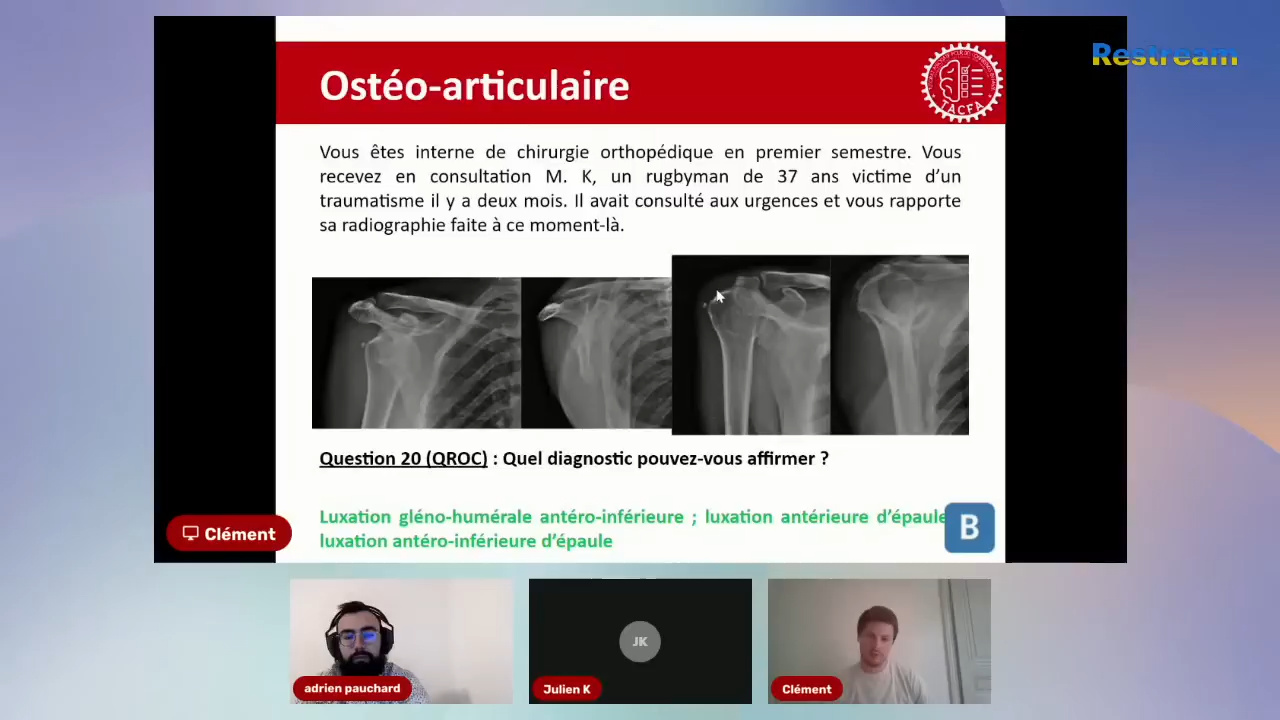 Restream
Ostéo-articulaire
TACFA
Vous êtes interne de chirurgie orthopédique en premier semestre. Vous
recevez en consultation M. K, un rugbyman de 37 ans victime d'un
traumatisme il y a deux mois. Il avait consulté aux urgences et vous rapporte
sa radiographie faite à ce moment-là.
Question 20 (QROC) : Quel diagnostic pouvez-vous affirmer ?
Luxation gléno-humérale antéro-inférieure ; luxation antérieure d'épaule
luxation antéro-inférieure d'épaule
B
Clément
JK
adrien pauchard
Julien K
Clément